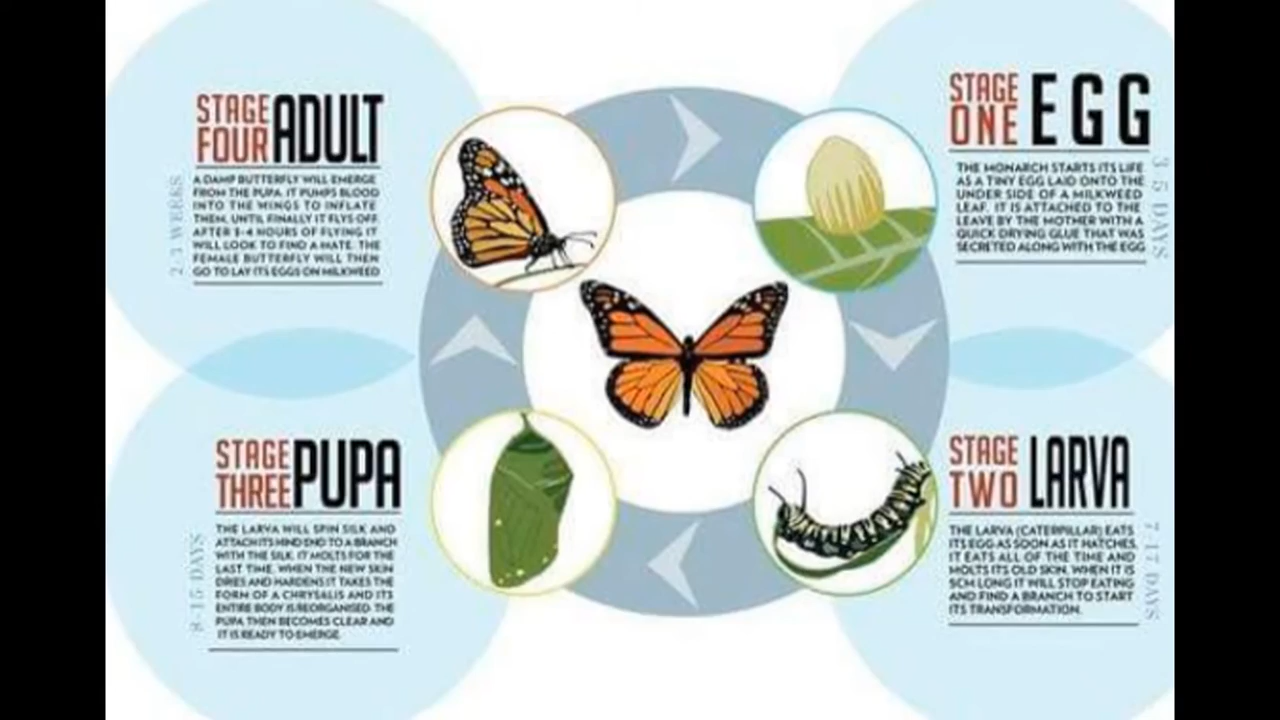 STAGE ONE EGG
THE MONARCH STARTS ITS LIFE
AS A TINY EGG LAID ONTO THE
UNDER SIDE OF A MILKWEED
LEAF. IT IS ATTACHED TO THE
LEAVE BY THE MOTHER WITH A
QUICK DRYING GLUE THAT WAS
SECRETED ALONG WITH THE EGG
3 5 DAYS
STAGE TWO LARVA
THE LARVA (CATERPILLAR) EATS
ITS EGG AS SOON AS IT HATCHES.
IT EATS ALL OF THE TIME AND
MOLTS ITS OLD SKIN. WHEN IT IS
5CM LONG IT WILL STOP EATING
AND FIND A BRANCH TO START
ITS TRANSFORMATION.
7-17 DAYS
STAGE THREE PUPA
THE LARVA WILL SPIN SILK AND
ATTACH ITS HIND END TO A BRANCH
WITH THE SILK. IT MOLTS FOR THE
LAST TIME. WHEN THE NEW SKIN
DRIES AND HARDENS IT TAKES THE
FORM OF A CHRYSALIS AND ITS
ENTIRE BODY IS REORGANISED. THE
PUPA THEN BECOMES CLEAR AND
IT IS READY TO EMERGE.
8-15 DAYS
STAGE FOUR ADULT
A DAMP BUTTERFLY WILL EMERGE
FROM THE PUPA. IT PUMPS BLOOD
INTO THE WINGS TO INFLATE
THEM, UNTIL FINALLY IT FLYS OFF.
AFTER 3-4 HOURS OF FLYING IT
WILL LOOK TO FIND A MATE. THE
FEMALE BUTTERFLY WILL THEN
GO TO LAY ITS EGGS ON MILKWEED
WEEKS